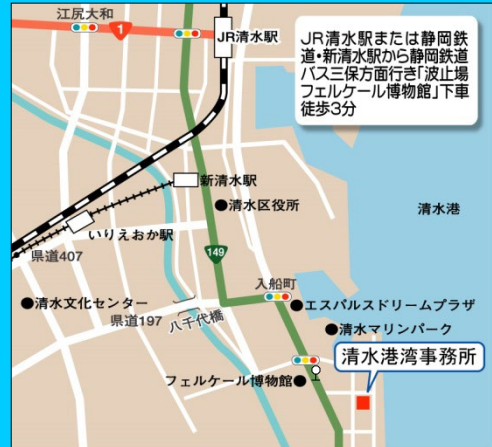 江尻大和
1
JR清水駅
JR清水駅または静岡鉄
道・新清水駅から静岡鉄道
バス三保方面行き「波止場
フェルケール博物館」下車
徒歩3分
新清水駅
清水区役所
清水港
いりえおか駅
149
県道407
入船町
清水文化センター
エスパルスドリームプラザ
県道197
八千代橋
清水マリンパーク
清水港湾事務所
フェルケール博物館